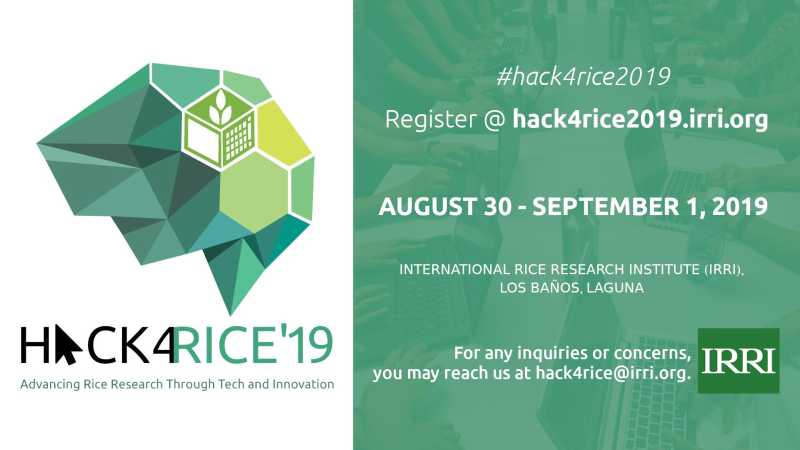 HACK4RICE'19
Advancing Rice Research Through Tech and Innovation
#hack4rice2019
Register @ hack4rice2019.irri.org
AUGUST 30 - SEPTEMBER 1, 2019
INTERNATIONAL RICE RESEARCH INSTITUTE (IRRI),
LOS BAÑOS, LAGUNA
For any inquiries or concerns,
you may reach us at hack4rice@irri.org.
IRRI